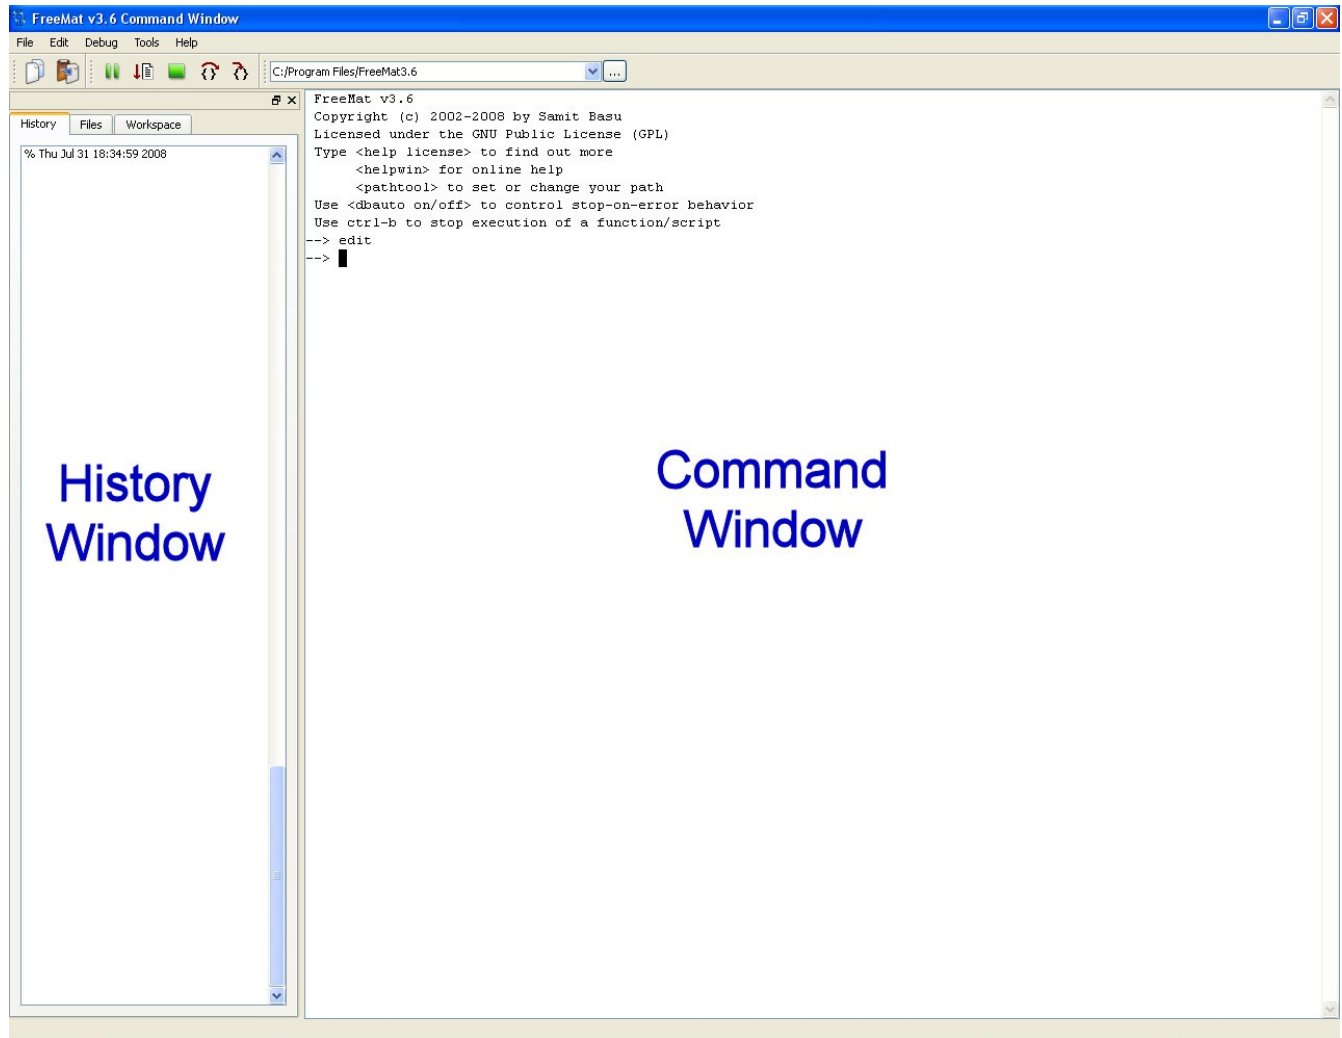 FreeMat v3.6 Command Window
File Edit Debug Tools Help
C:/Program Files/FreeMat3.6
...
History Files Workspace
% Thu Jul 31 18:34:59 2008
History
Window
FreeMat v3.6
Copyright (c) 2002-2008 by Samit Basu
Licensed under the GNU Public License (GPL)
Type <help license> to find out more
<helpwin> for online help
<pathtool> to set or change your path
Use <dbauto on/off> to control stop-on-error behavior
Use ctrl-b to stop execution of a function/script
--> edit
-->
Command
Window